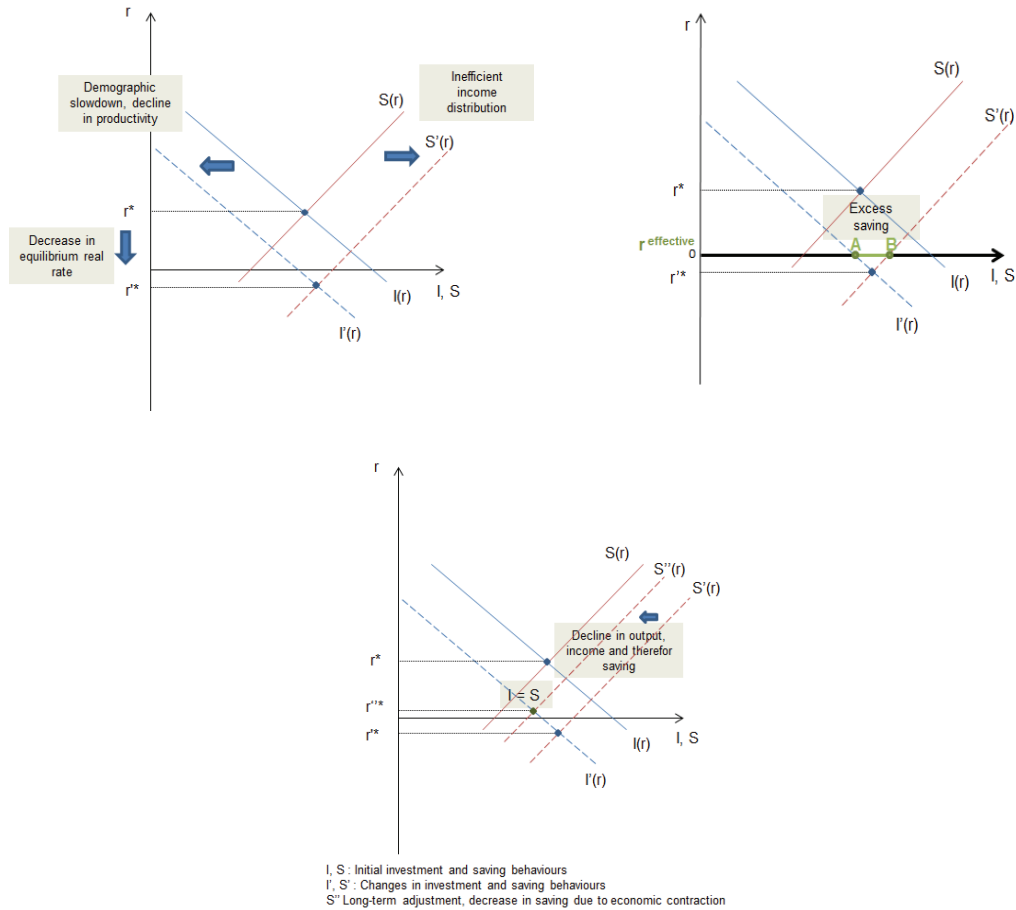 r
Demographic
slowdown, decline
in productivity
Inefficient
income
distribution
S(r)
S’(r)
r*
Decrease in
equilibrium real
rate
r’*
I, S
I(r)
I’(r)
r
S(r)
S’(r)
r*
Excess
saving
r effective
A
B
0
r’*
I(r)
I, S
I’(r)
r
S(r)
S’’(r)
S’(r)
Decline in output,
income and therefor
saving
r*
I = S
r’’*
r’*
I(r)
I, S
I’(r)
I, S : Initial investment and saving behaviours
I’, S’ : Changes in investment and saving behaviours
S’’ Long-term adjustment, decrease in saving due to economic contraction